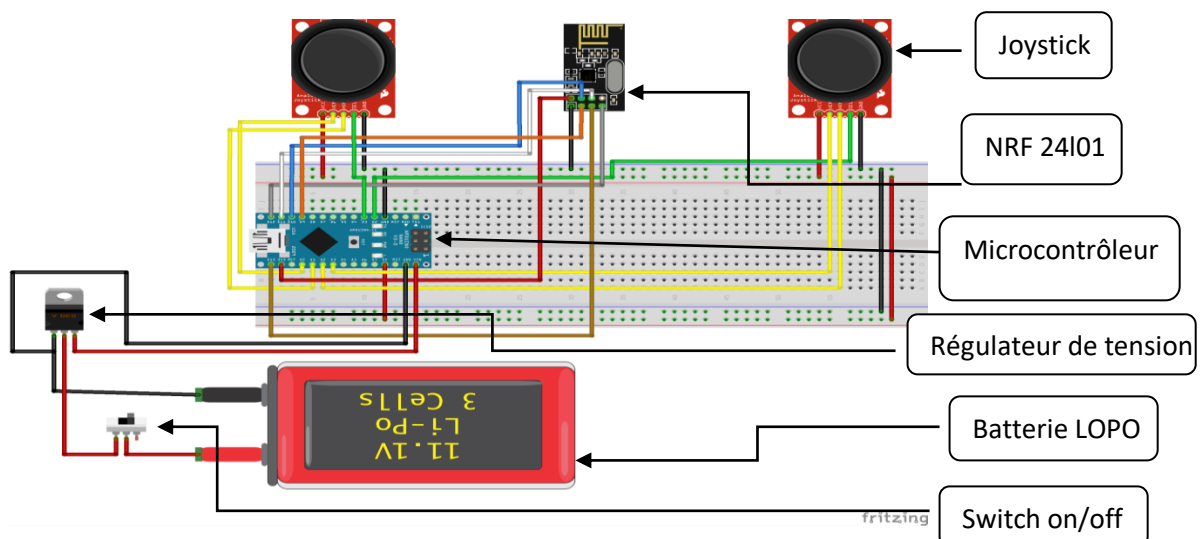 Joystick
NRF 24l01
Microcontrôleur
Régulateur de tension
Batterie LOPO
Switch on/off
11.1V
Li-Po
3 Cells
fritzing